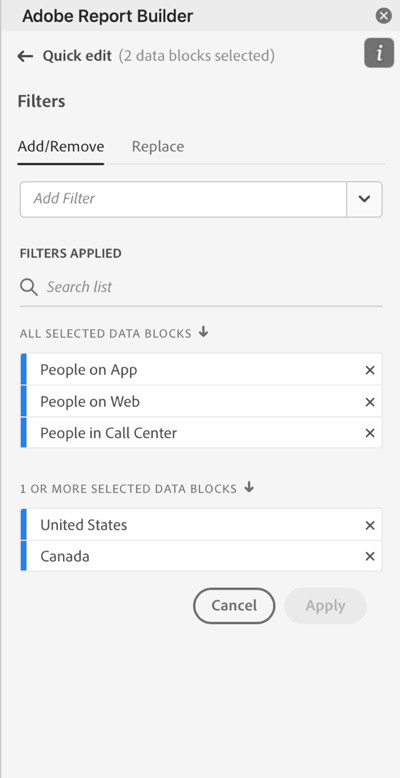 Adobe Report Builder
Quick edit (2 data blocks selected)
i
Filters
Add/Remove Replace
Add Filter
FILTERS APPLIED
Search list
ALL SELECTED DATA BLOCKS
People on App
People on Web
People in Call Center
1 OR MORE SELECTED DATA BLOCKS
United States
Canada
Cancel Apply